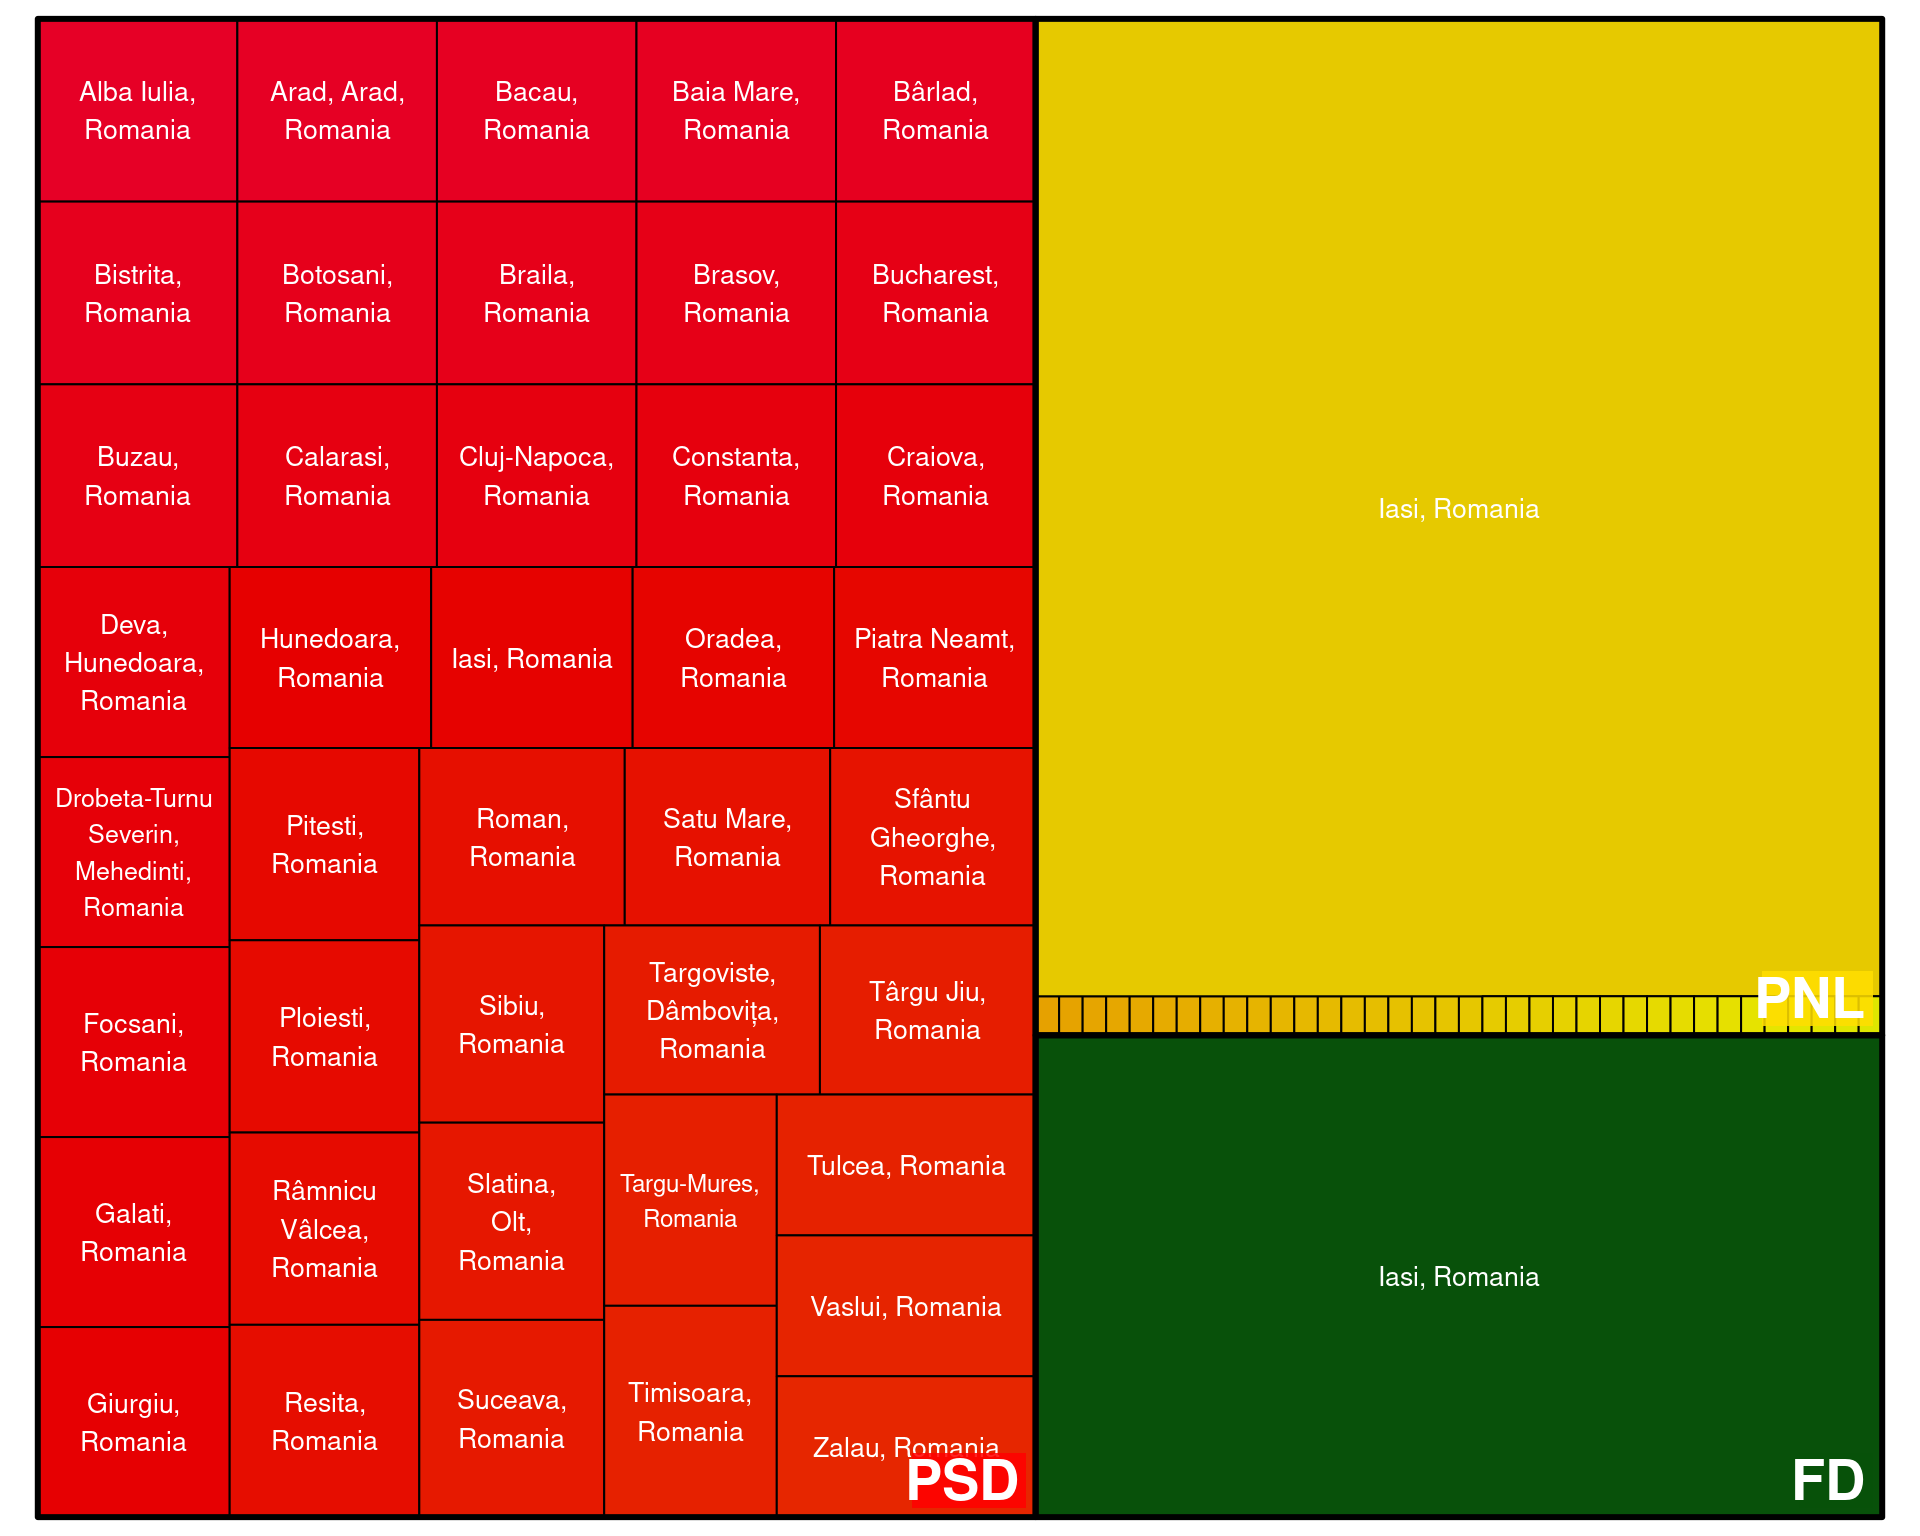 Alba Iulia,
Romania
Arad, Arad,
Romania
Bacau,
Romania
Baia Mare,
Romania
Bârlad,
Romania
Bistrita,
Romania
Botosani,
Romania
Braila,
Romania
Brasov,
Romania
Bucharest,
Romania
Buzau,
Romania
Calarasi,
Romania
Cluj-Napoca,
Romania
Constanta,
Romania
Craiova,
Romania
Deva,
Hunedoara,
Romania
Hunedoara,
Romania
Iasi, Romania
Oradea,
Romania
Piatra Neamt,
Romania
Drobeta-Turnu
Severin,
Mehedinti,
Romania
Pitesti,
Romania
Roman,
Romania
Satu Mare,
Romania
Sfântu
Gheorghe,
Romania
Focsani,
Romania
Ploiesti,
Romania
Sibiu,
Romania
Targoviste,
Dâmbovița,
Romania
Târgu Jiu,
Romania
Galati,
Romania
Râmnicu
Vâlcea,
Romania
Slatina,
Olt,
Romania
Targu-Mures,
Romania
Tulcea, Romania
Vaslui, Romania
Giurgiu,
Romania
Resita,
Romania
Suceava,
Romania
Timisoara,
Romania
Zalau, Romania
PSD
Iasi, Romania
PNL
Iasi, Romania
FD